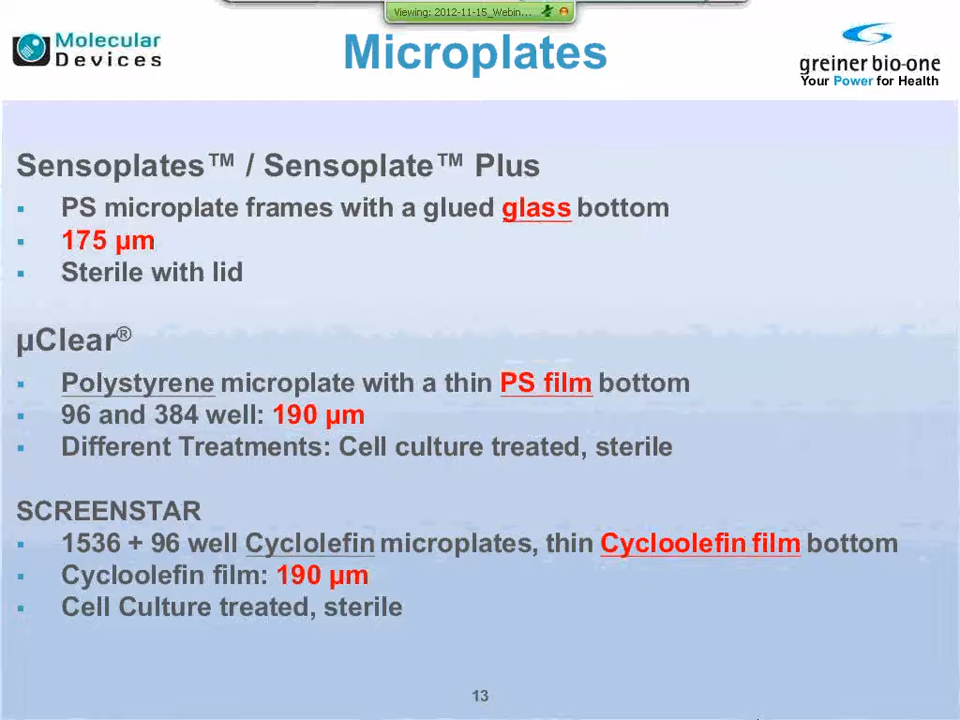 Viewing: 2012-11-15_Webin...
Molecular
Devices
Microplates
greiner bio-one
Your Power for Health
Sensoplates™ / Sensoplate™ Plus
▪ PS microplate frames with a glued glass bottom
▪ 175 µm
▪ Sterile with lid
µClear®
▪ Polystyrene microplate with a thin PS film bottom
▪ 96 and 384 well: 190 µm
▪ Different Treatments: Cell culture treated, sterile
SCREENSTAR
▪ 1536 + 96 well Cyclolefin microplates, thin Cycloolefin film bottom
▪ Cycloolefin film: 190 µm
▪ Cell Culture treated, sterile
13